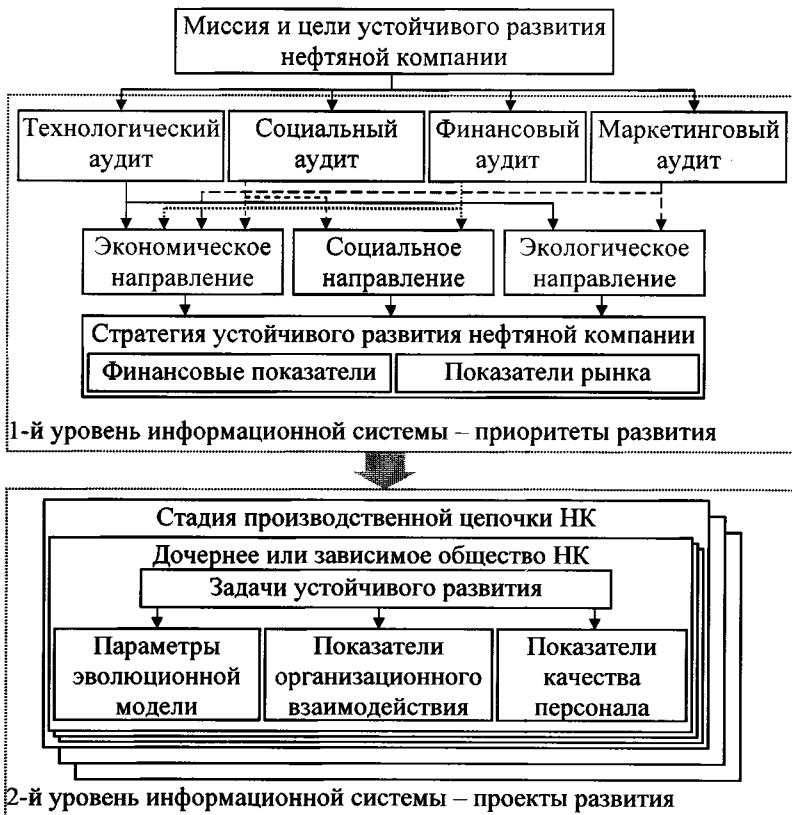 Миссия и цели устойчивого развития
нефтяной компании
Технологический
аудит
Социальный
аудит
Финансовый
аудит
Маркетинговый
аудит
Экономическое
направление
Социальное
направление
Экологическое
направление
Стратегия устойчивого развития нефтяной компании
Финансовые показатели
Показатели рынка
1-й уровень информационной системы – приоритеты развития
Стадия производственной цепочки НК
Дочернее или зависимое общество НК
Задачи устойчивого развития
Параметры
эволюционной
модели
Показатели
организационного
взаимодействия
Показатели
качества
персонала
2-й уровень информационной системы – проекты развития